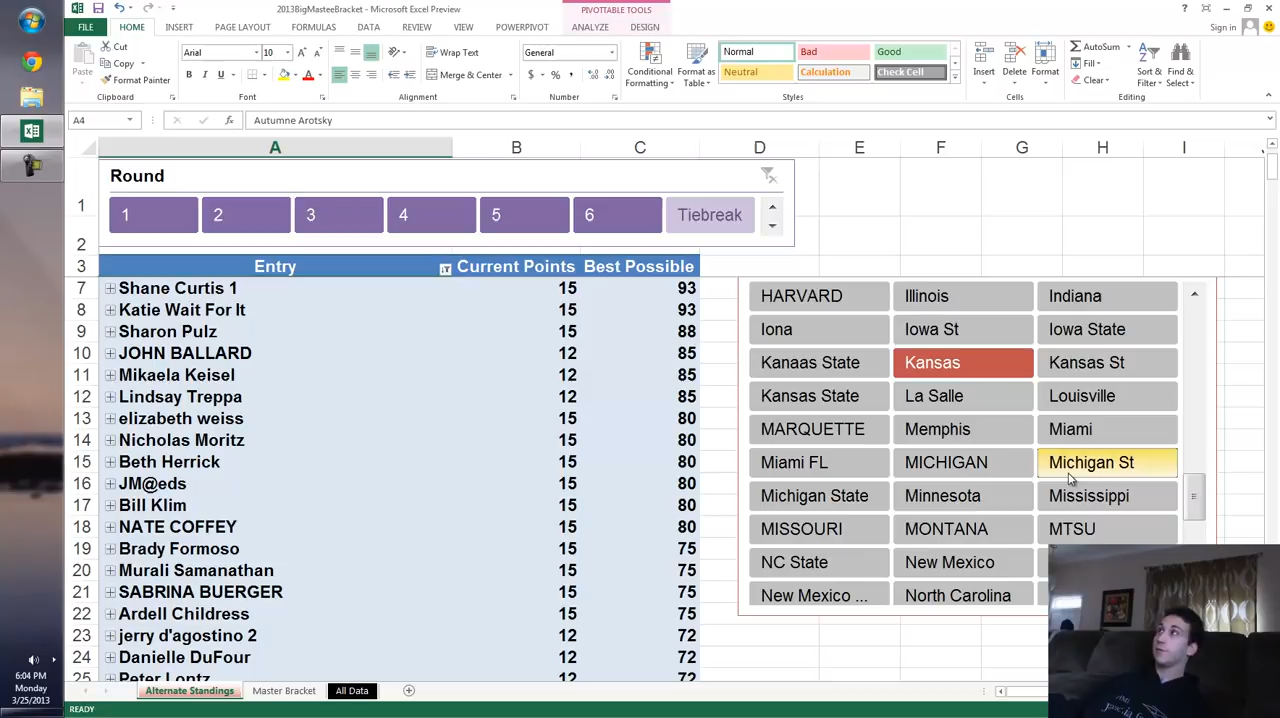 2013BigMasteeBracket - Microsoft Excel Preview
PIVOTTABLE TOOLS
Sign in
FILE HOME INSERT PAGE LAYOUT FORMULAS DATA REVIEW VIEW POWERPIVOT ANALYZE DESIGN
Paste
Cut
Copy
Format Painter
Clipboard
Arial 10
B I U
Font
Wrap Text
Merge & Center
Alignment
General
$ % ,
Number
Conditional Formatting
Format as Table
Normal Bad Good
Neutral Calculation Check Cell
Styles
Insert Delete Format
Cells
AutoSum
Fill
Clear
Sort & Filter
Find & Select
Editing
A4 fx Autumne Arotsky
A B C D E F G H I
Round
1 2 3 4 5 6 Tiebreak
1
2
3 Entry Current Points Best Possible
7 Shane Curtis 1 15 93
8 Katie Wait For It 15 93
9 Sharon Pulz 15 88
10 JOHN BALLARD 12 85
11 Mikaela Keisel 12 85
12 Lindsay Treppa 12 85
13 elizabeth weiss 15 80
14 Nicholas Moritz 15 80
15 Beth Herrick 15 80
16 JM@eds 15 80
17 Bill Klim 15 80
18 NATE COFFEY 15 80
19 Brady Formoso 15 75
20 Murali Samanathan 15 75
21 SABRINA BUERGER 15 75
22 Ardell Childress 15 75
23 jerry d'agostino 2 12 72
24 Danielle DuFour 12 72
25 Peter Lontz
HARVARD Illinois Indiana
Iona Iowa St Iowa State
Kanaas State Kansas Kansas St
Kansas State La Salle Louisville
MARQUETTE Memphis Miami
Miami FL MICHIGAN Michigan St
Michigan State Minnesota Mississippi
MISSOURI MONTANA MTSU
NC State New Mexico
New Mexico ... North Carolina
Alternate Standings Master Bracket All Data
READY
6:04 PM
Monday
3/25/2013